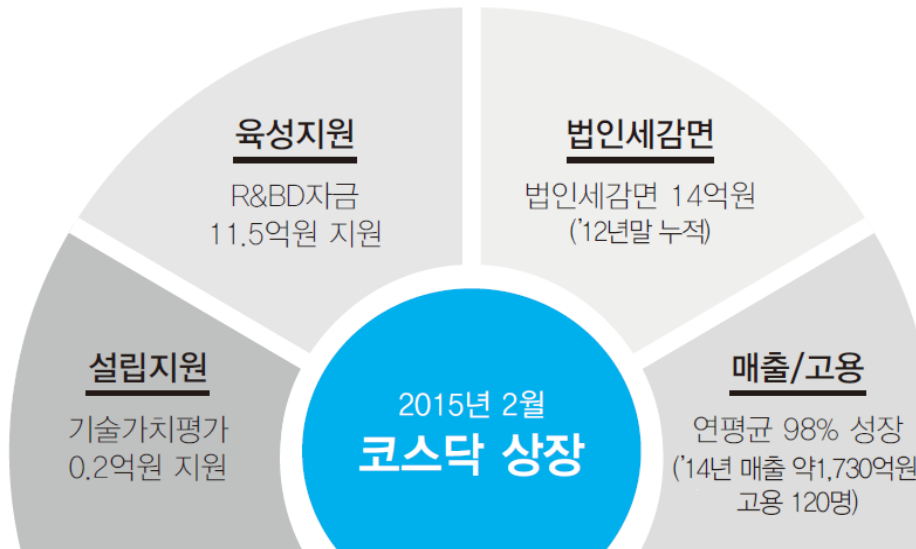 육성지원
R&BD자금
11.5억원 지원
법인세감면
법인세감면 14억원
('12년말 누적)
설립지원
기술가치평가
0.2억원 지원
2015년 2월
코스닥 상장
매출/고용
연평균 98% 성장
('14년 매출 약1,730억원
고용 120명)